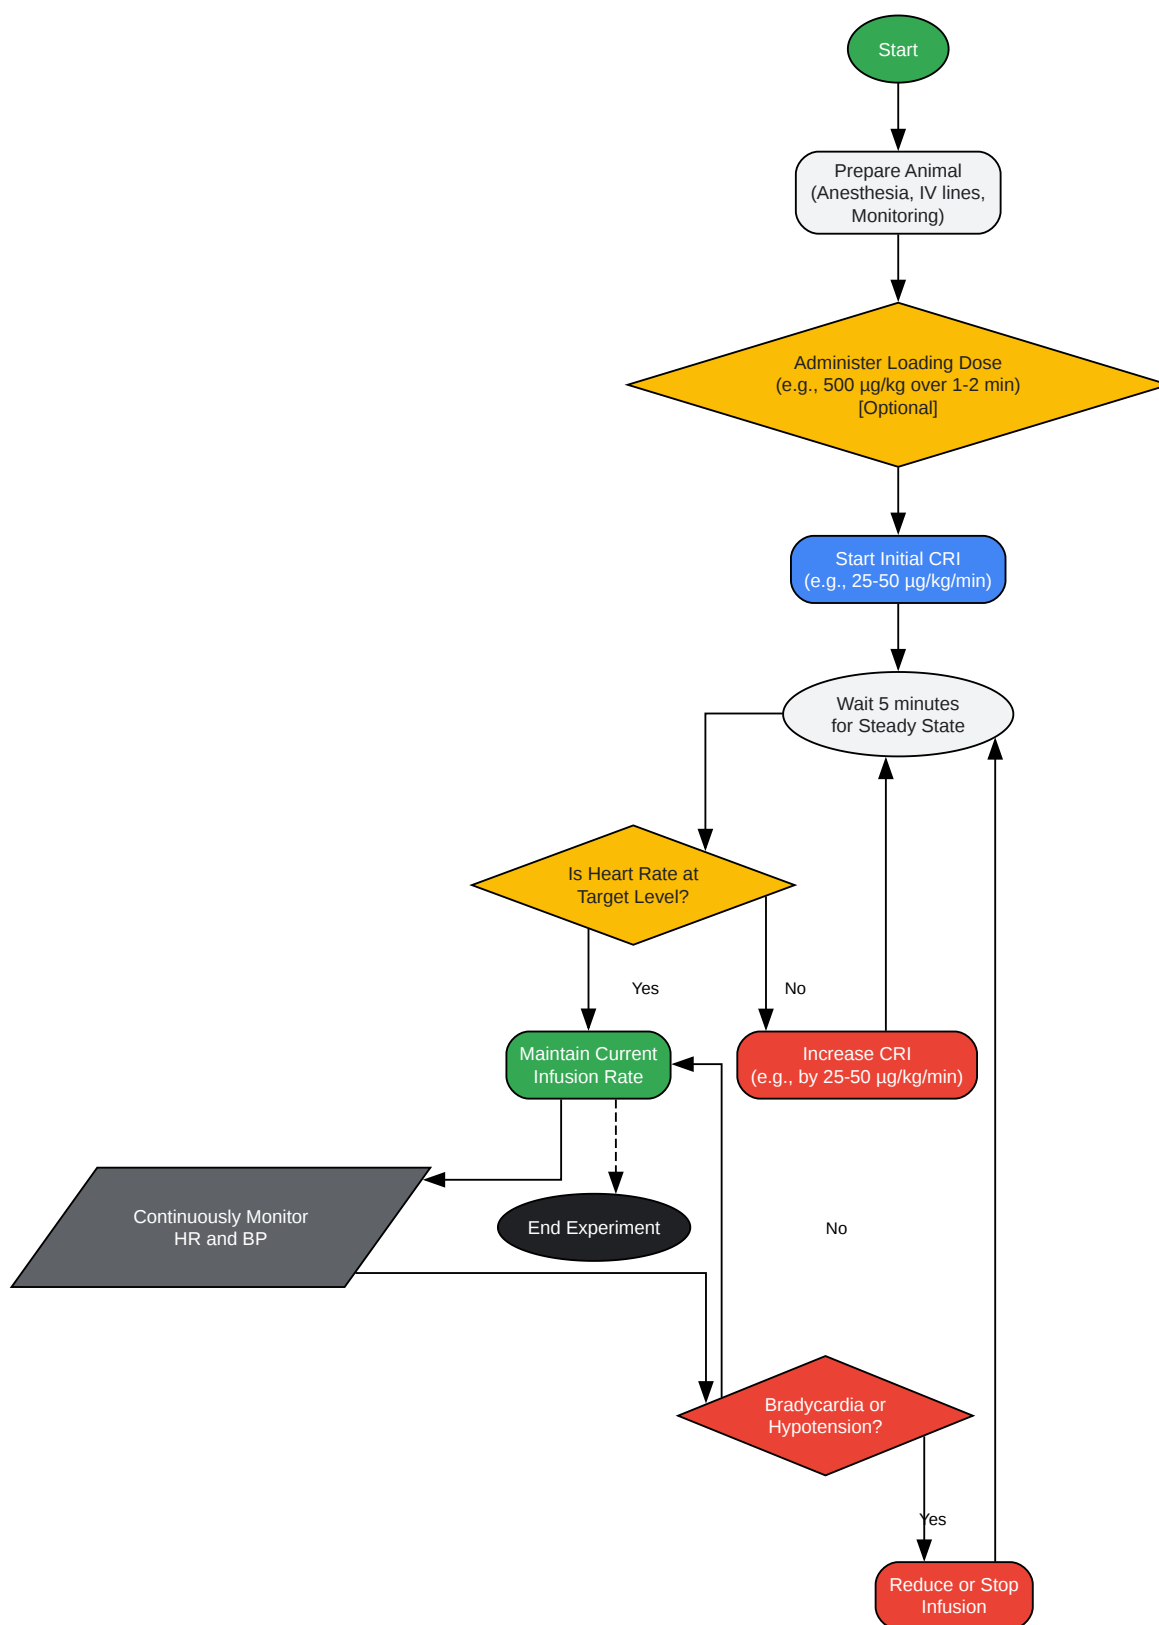 Start
Prepare Animal
(Anesthesia, IV lines,
Monitoring)
Administer Loading Dose
(e.g., 500 µg/kg over 1-2 min)
[Optional]
Start Initial CRI
(e.g., 25-50 µg/kg/min)
Wait 5 minutes
for Steady State
Is Heart Rate at
Target Level?
Yes
No
Maintain Current
Infusion Rate
Increase CRI
(e.g., by 25-50 µg/kg/min)
Continuously Monitor
HR and BP
End Experiment
No
Bradycardia or
Hypotension?
Yes
Reduce or Stop
Infusion